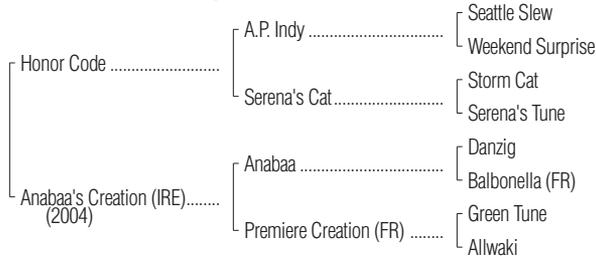 Seattle Slew
A.P. Indy ................................
Weekend Surprise
Honor Code ..........................
Storm Cat
Serena's Cat..........................
Serena's Tune
Danzig
Anabaa ..................................
Balbonella (FR)
Anabaa's Creation (IRE)........
(2004)
Green Tune
Premiere Creation (FR) ........
Allwaki